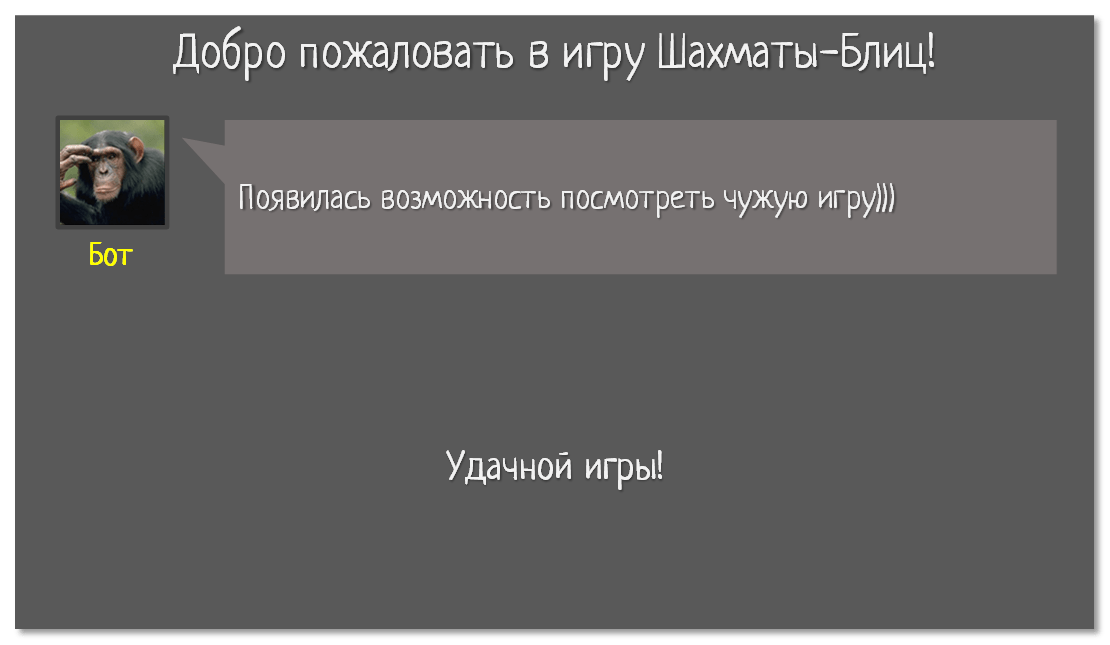 Добро пожаловать в игру Шахматы-Блиц!
Появилась возможность посмотреть чужую игру)))
Бот
Удачной игры!